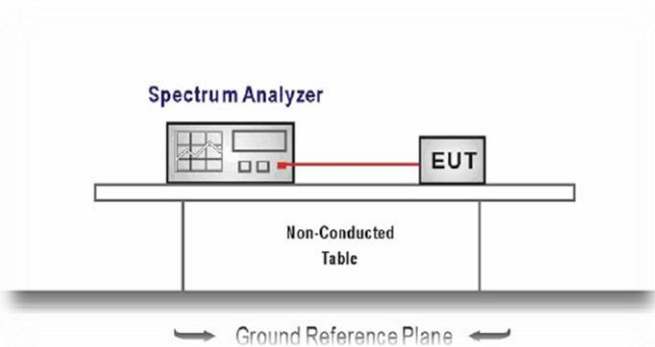 Spectrum Analyzer
EUT
Non-Conducted
Table
Ground Reference Plane